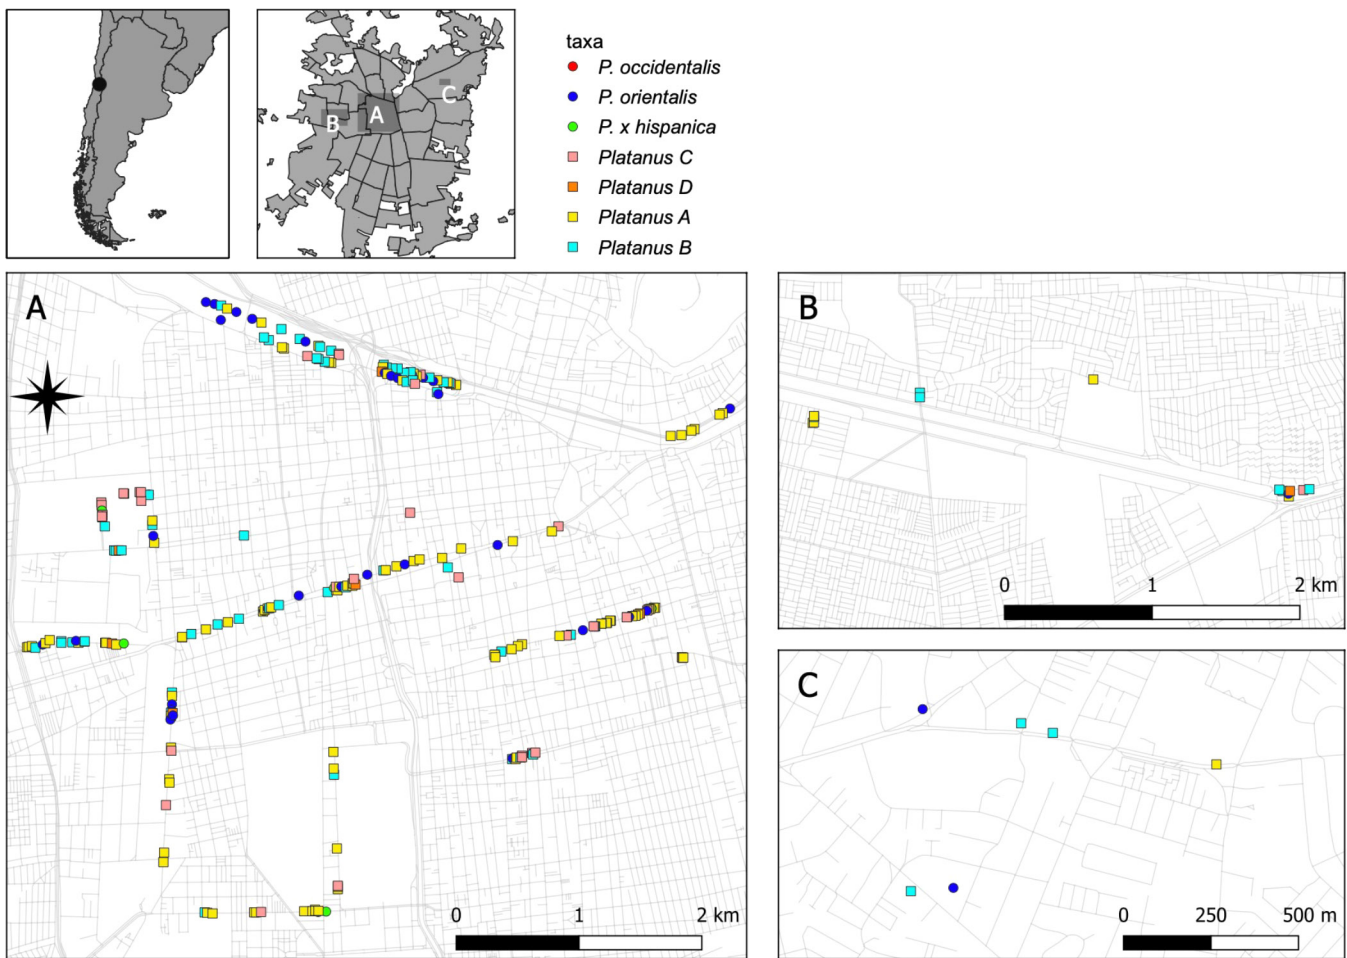 taxa
P. occidentalis
P. orientalis
P. x hispanica
Platanus C
Platanus D
Platanus A
Platanus B
A
B
C
A
0 1 2 km
B
0 1 2 km
C
0 250 500 m